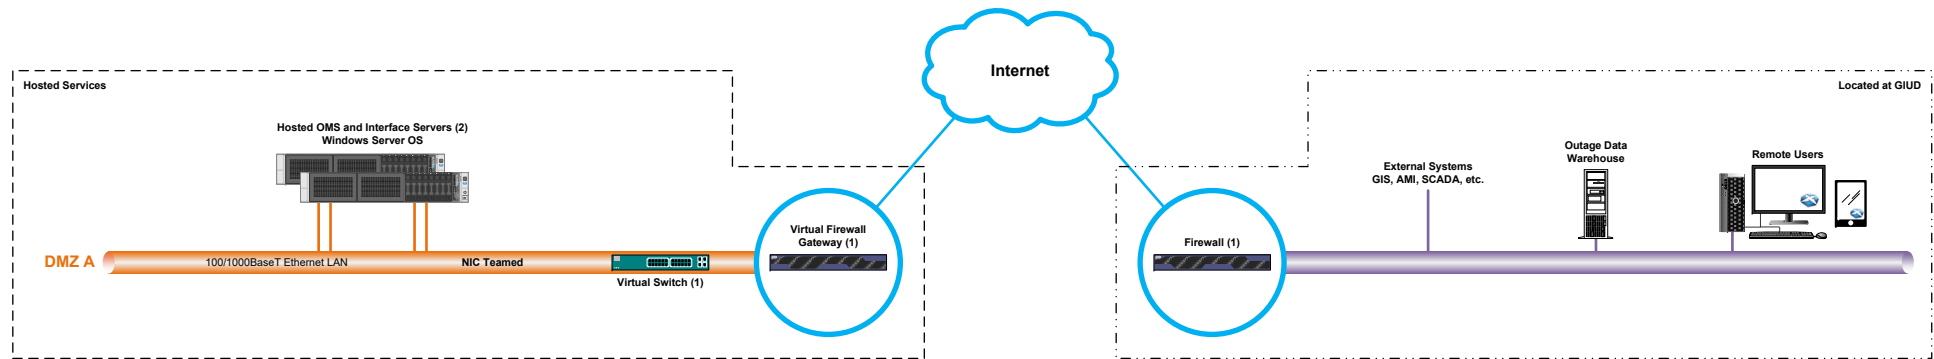 Internet
Hosted Services
Located at GIUD
Hosted OMS and Interface Servers (2)
Windows Server OS
DMZ A
100/1000BaseT Ethernet LAN
NIC Teamed
Virtual Switch (1)
Virtual Firewall
Gateway (1)
Firewall (1)
External Systems
GIS, AMI, SCADA, etc.
Outage Data
Warehouse
Remote Users